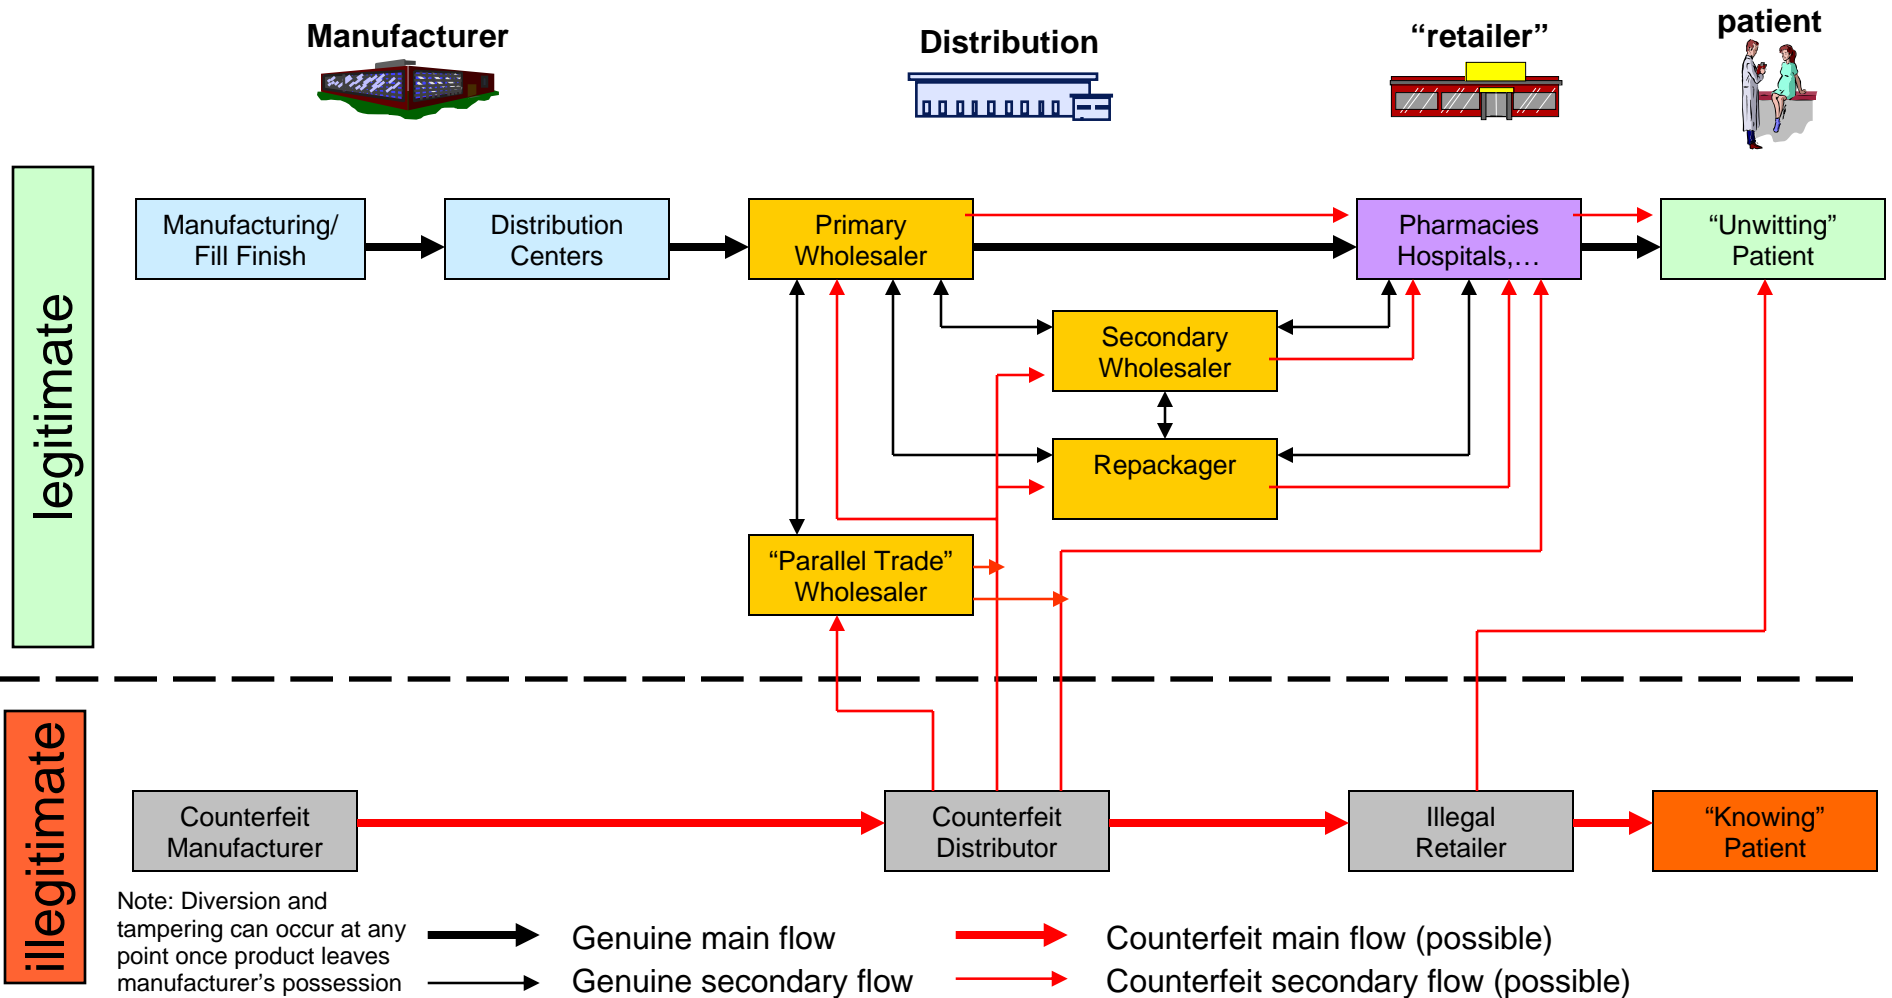 Manufacturer
Distribution
“retailer”
patient
legitimate
Manufacturing/
Fill Finish
Distribution
Centers
Primary
Wholesaler
Pharmacies
Hospitals,…
“Unwitting”
Patient
Secondary
Wholesaler
Repackager
“Parallel Trade”
Wholesaler
illegitimate
Counterfeit
Manufacturer
Counterfeit
Distributor
Illegal
Retailer
“Knowing”
Patient
Note: Diversion and
tampering can occur at any
point once product leaves
manufacturer’s possession
Genuine main flow
Genuine secondary flow
Counterfeit main flow (possible)
Counterfeit secondary flow (possible)